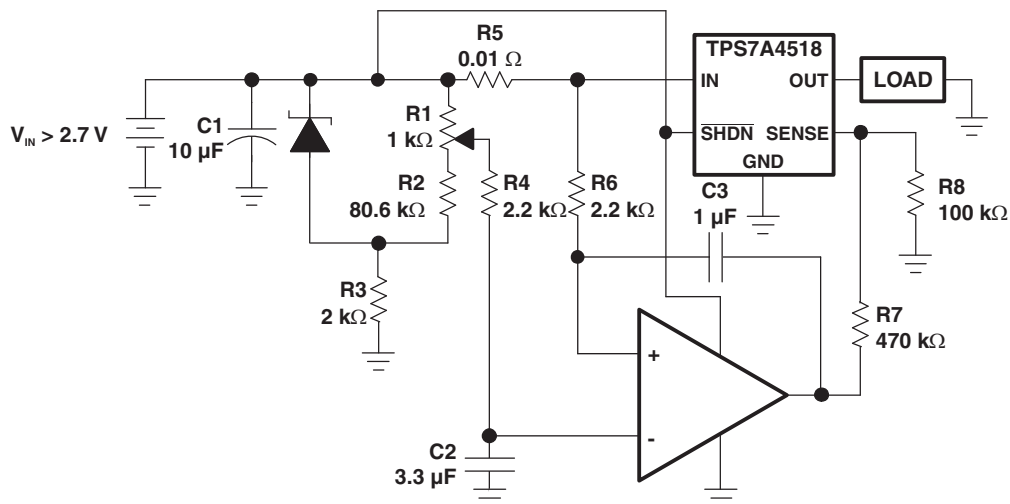 R5
0.01 Ω
TPS7A4518
IN
OUT
LOAD
R1
1 kΩ
V_IN > 2.7 V
C1
10 µF
SHDN
SENSE
GND
R2
80.6 kΩ
R4
2.2 kΩ
R6
2.2 kΩ
C3
1 µF
R8
100 kΩ
R3
2 kΩ
R7
470 kΩ
+
-
C2
3.3 µF